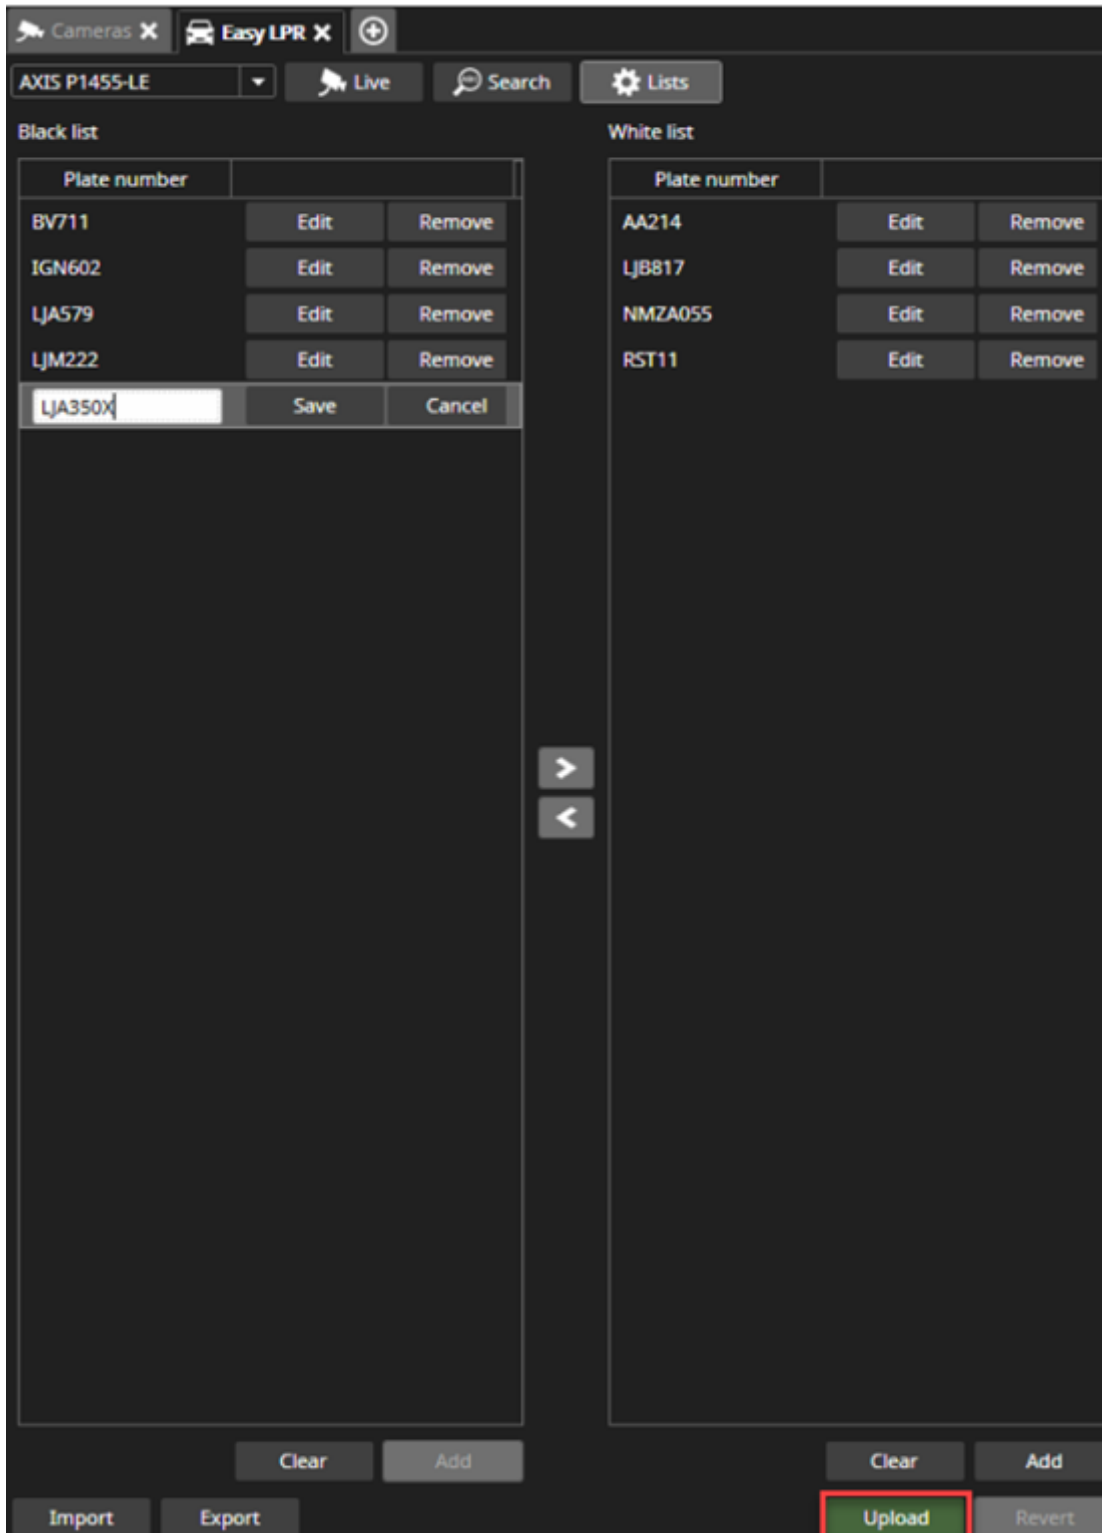 Cameras Easy LPR
AXIS P1455-LE Live Search Lists
Black list White list
Plate number Plate number
BV711 Edit Remove AA214 Edit Remove
IGN602 Edit Remove LJB817 Edit Remove
LJA579 Edit Remove NMZA055 Edit Remove
LJM222 Edit Remove RST11 Edit Remove
LJA350X Save Cancel
Clear Add Clear Add
Import Export Upload Revert